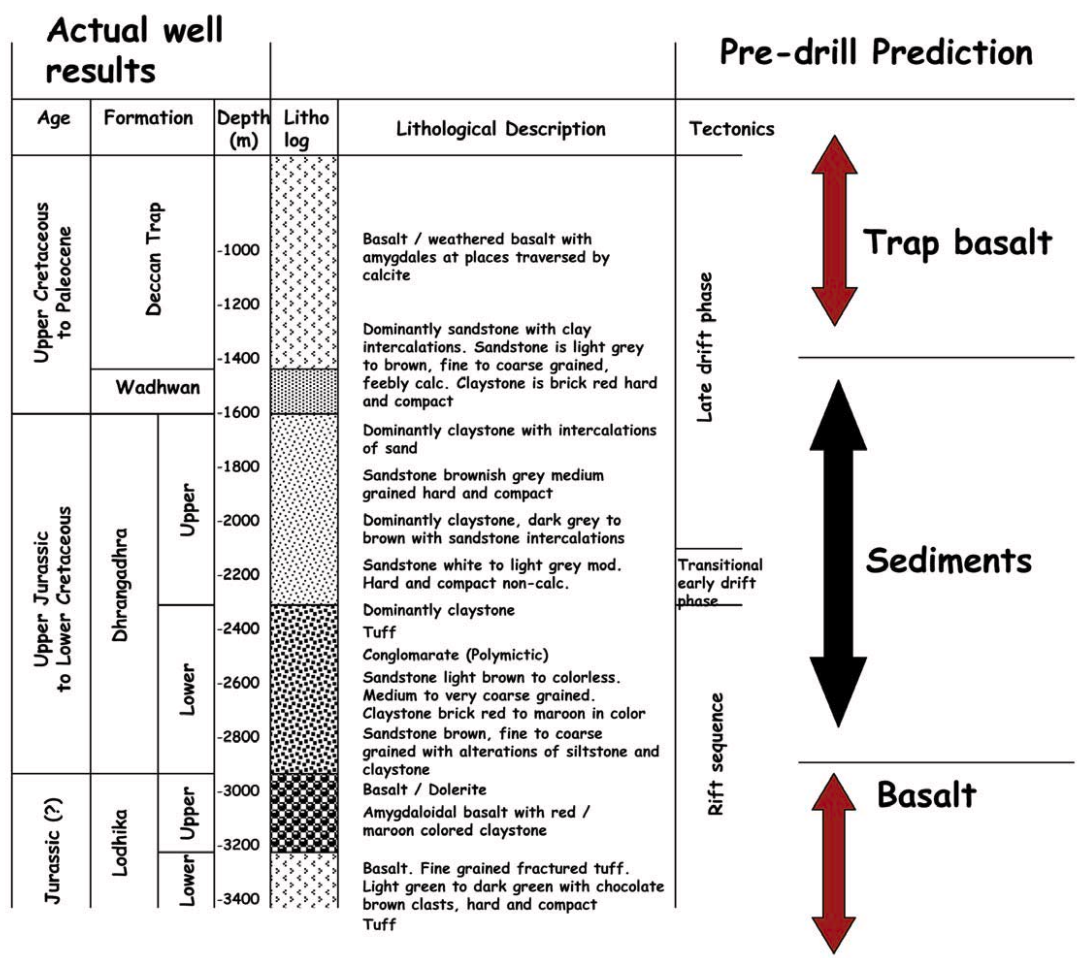 Actual well
results
Pre-drill Prediction
Age
Formation
Depth
(m)
Litho
log
Lithological Description
Tectonics
Upper Cretaceous
to Paleocene
Deccan Trap
Wadhwan
Upper Jurassic
to Lower Cretaceous
Dhrangadhra
Upper
Lower
Jurassic (?)
Lodhika
Upper
Lower
-1000
-1200
-1400
-1600
-1800
-2000
-2200
-2400
-2600
-2800
-3000
-3200
-3400
Basalt / weathered basalt with
amygdales at places traversed by
calcite
Dominantly sandstone with clay
intercalations. Sandstone is light grey
to brown, fine to coarse grained,
feebly calc. Claystone is brick red hard
and compact
Dominantly claystone with intercalations
of sand
Sandstone brownish grey medium
grained hard and compact
Dominantly claystone, dark grey to
brown with sandstone intercalations
Sandstone white to light grey mod.
Hard and compact non-calc.
Dominantly claystone
Tuff
Conglomarate (Polymictic)
Sandstone light brown to colorless.
Medium to very coarse grained.
Claystone brick red to maroon in color
Sandstone brown, fine to coarse
grained with alterations of siltstone and
claystone
Basalt / Dolerite
Amygdaloidal basalt with red /
maroon colored claystone
Basalt. Fine grained fractured tuff.
Light green to dark green with chocolate
brown clasts, hard and compact
Tuff
Late drift phase
Transitional
early drift
phase
Rift sequence
Trap basalt
Sediments
Basalt